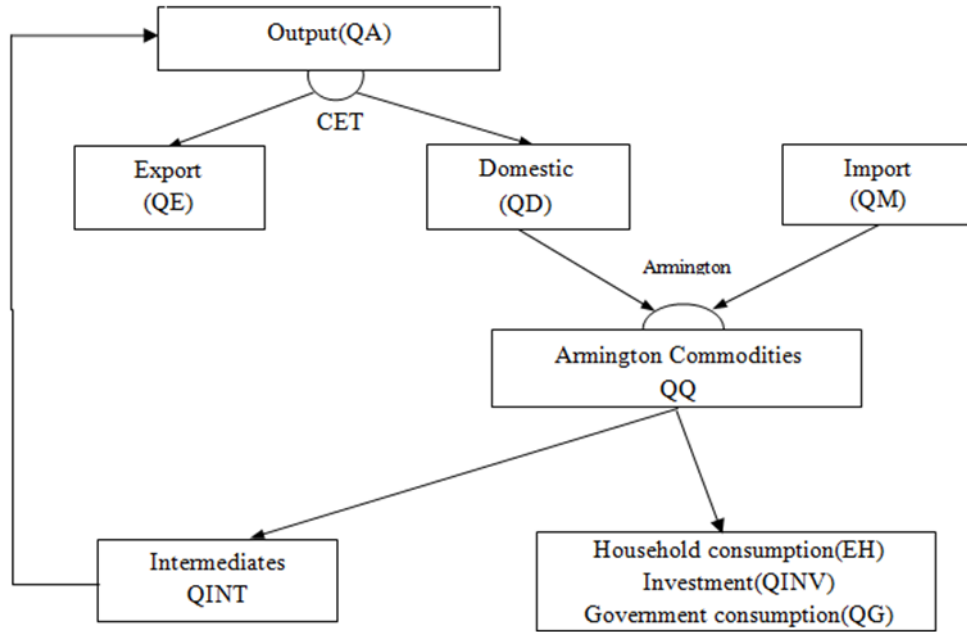 Output(QA)
CET
Export
(QE)
Domestic
(QD)
Import
(QM)
Armington
Armington Commodities
QQ
Intermediates
QINT
Household consumption(EH)
Investment(QINV)
Government consumption(QG)